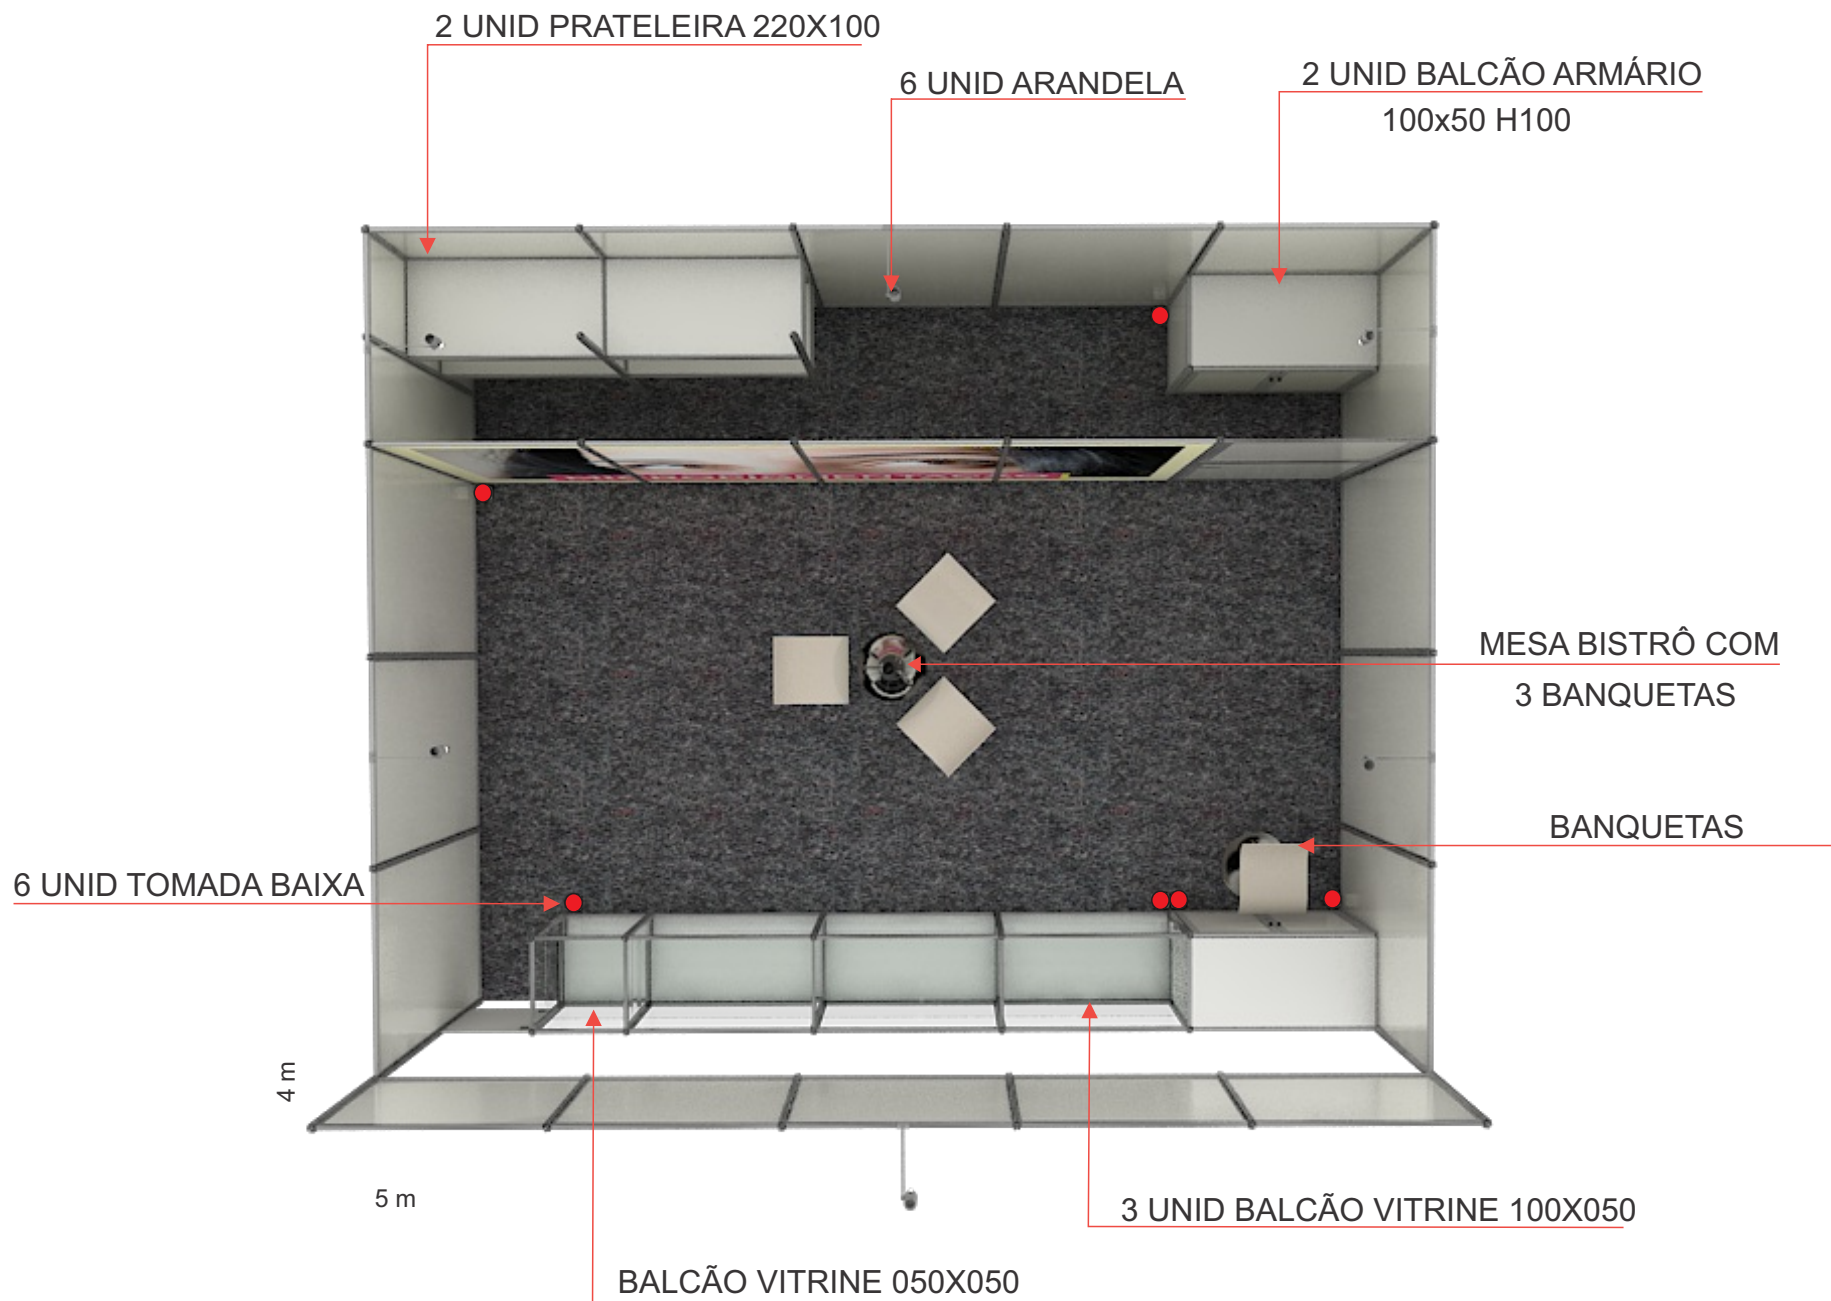 2 UNID PRATELEIRA 220X100
6 UNID ARANDELA
2 UNID BALCÃO ARMÁRIO
100x50 H100
MESA BISTRÔ COM
3 BANQUETAS
BANQUETAS
6 UNID TOMADA BAIXA
4 m
5 m
3 UNID BALCÃO VITRINE 100X050
BALCÃO VITRINE 050X050